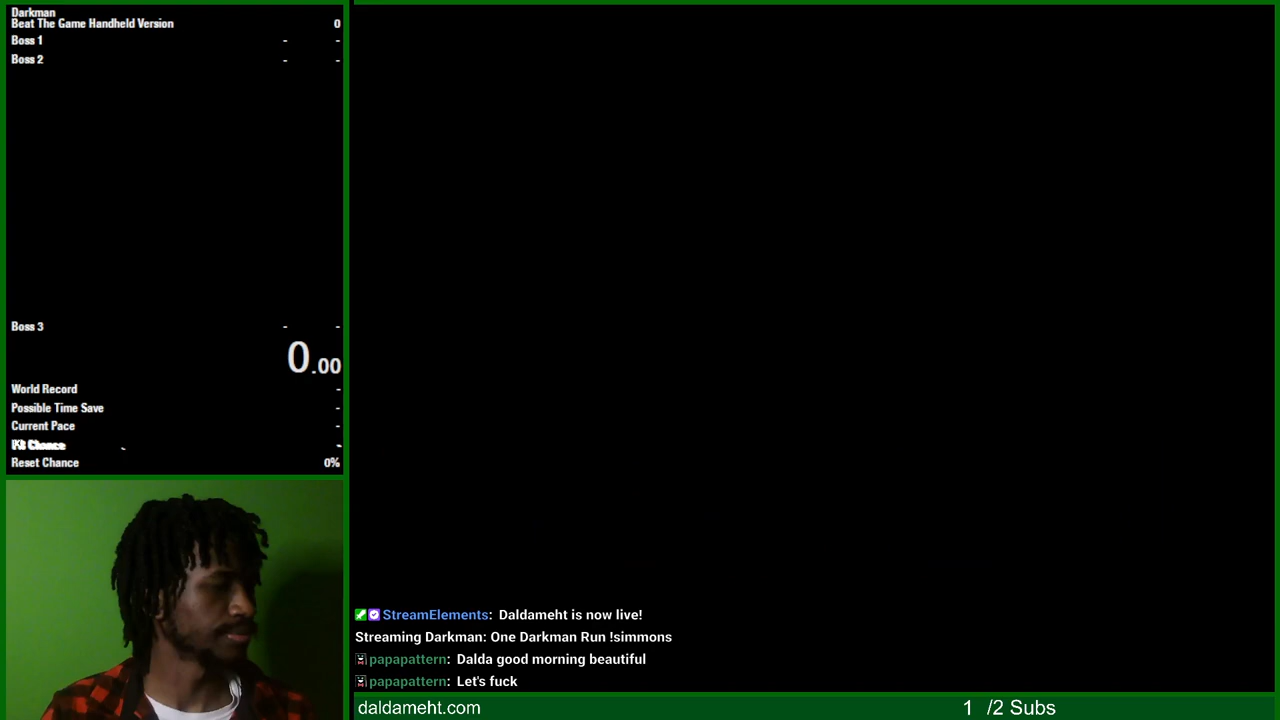 Darkman
Beat The Game Handheld Version 0
Boss 1 - -
Boss 2 - -
Boss 3 - -
0.00
World Record -
Possible Time Save -
Current Pace -
Chance -
Reset Chance 0%
StreamElements: Daldameht is now live!
Streaming Darkman: One Darkman Run !simmons
papapattern: Dalda good morning beautiful
papapattern: Let's fuck
daldameht.com 1 /2 Subs